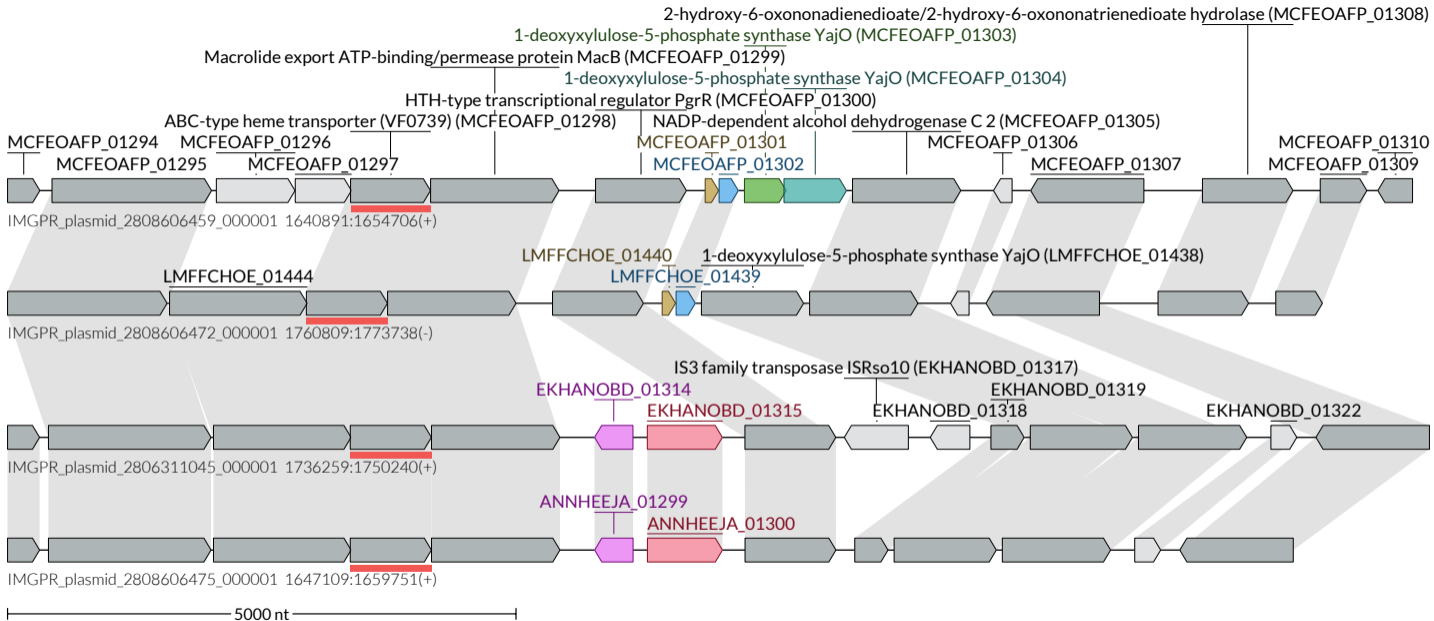 2-hydroxy-6-oxononadienedioate/2-hydroxy-6-oxononatrienedioate hydrolase (MCFEOAFP_01308)
1-deoxyxylulose-5-phosphate synthase YajO (MCFEOAFP_01303)
Macrolide export ATP-binding/permease protein MacB (MCFEOAFP_01299)
1-deoxyxylulose-5-phosphate synthase YajO (MCFEOAFP_01304)
HTH-type transcriptional regulator PgrR (MCFEOAFP_01300)
ABC-type heme transporter (VF0739) (MCFEOAFP_01298) NADP-dependent alcohol dehydrogenase C 2 (MCFEOAFP_01305)
MCFEOAFP_01294 MCFEOAFP_01296 MCFEOAFP_01301 MCFEOAFP_01306 MCFEOAFP_01310
MCFEOAFP_01295 MCFEOAFP_01297 MCFEOAFP_01302 MCFEOAFP_01307 MCFEOAFP_01309
IMGPR_plasmid_2808606459_000001 1640891:1654706(+)
LMFFCHOE_01440 1-deoxyxylulose-5-phosphate synthase YajO (LMFFCHOE_01438)
LMFFCHOE_01444 LMFFCHOE_01439
IMGPR_plasmid_2808606472_000001 1760809:1773738(-)
IS3 family transposase ISRso10 (EKHANOBD_01317)
EKHANOBD_01314 EKHANOBD_01319
EKHANOBD_01315 EKHANOBD_01318 EKHANOBD_01322
IMGPR_plasmid_2806311045_000001 1736259:1750240(+)
ANNHEEJA_01299
ANNHEEJA_01300
IMGPR_plasmid_2808606475_000001 1647109:1659751(+)
5000 nt